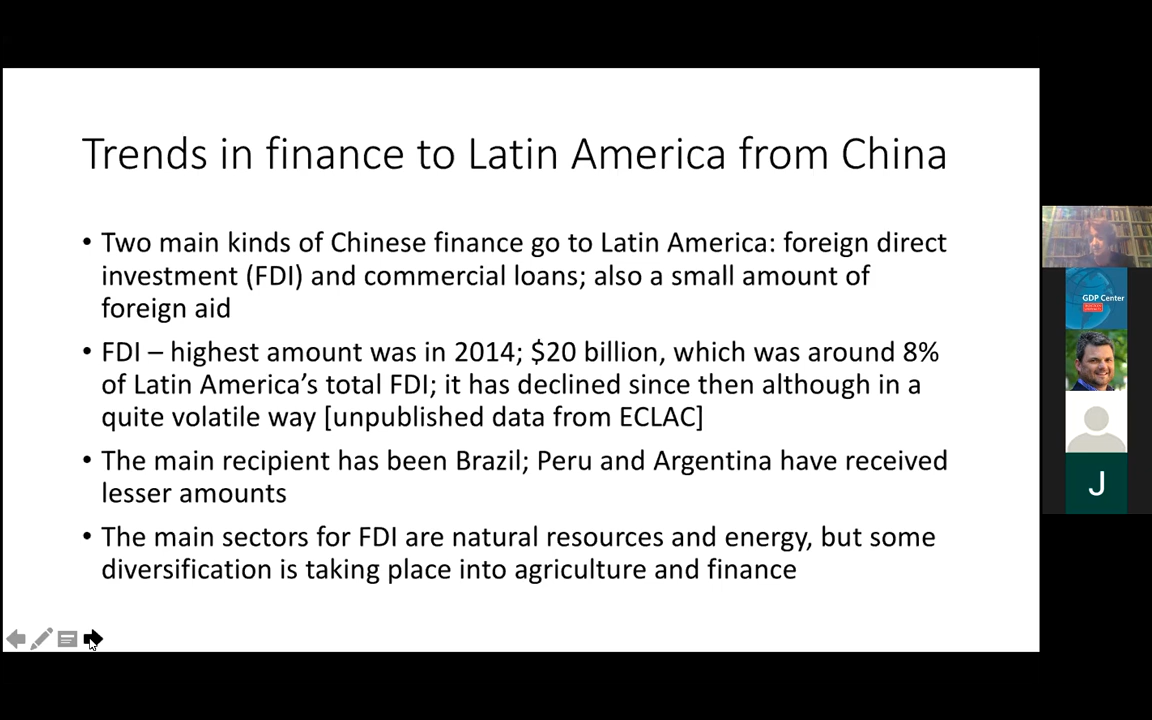 Trends in finance to Latin America from China
• Two main kinds of Chinese finance go to Latin America: foreign direct
investment (FDI) and commercial loans; also a small amount of
foreign aid
• FDI – highest amount was in 2014; $20 billion, which was around 8%
of Latin America’s total FDI; it has declined since then although in a
quite volatile way [unpublished data from ECLAC]
• The main recipient has been Brazil; Peru and Argentina have received
lesser amounts
• The main sectors for FDI are natural resources and energy, but some
diversification is taking place into agriculture and finance
GDP Center
J